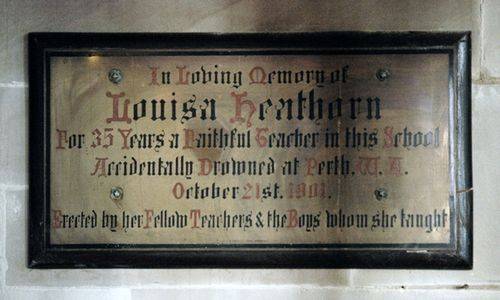 In Loving Memory of
Louisa Heathorn
For 35 Years a Faithful Teacher in this School
Accidentally Drowned at Perth, W. A.
October 21st. 1901.
Erected by her Fellow Teachers & the Boys whom she taught